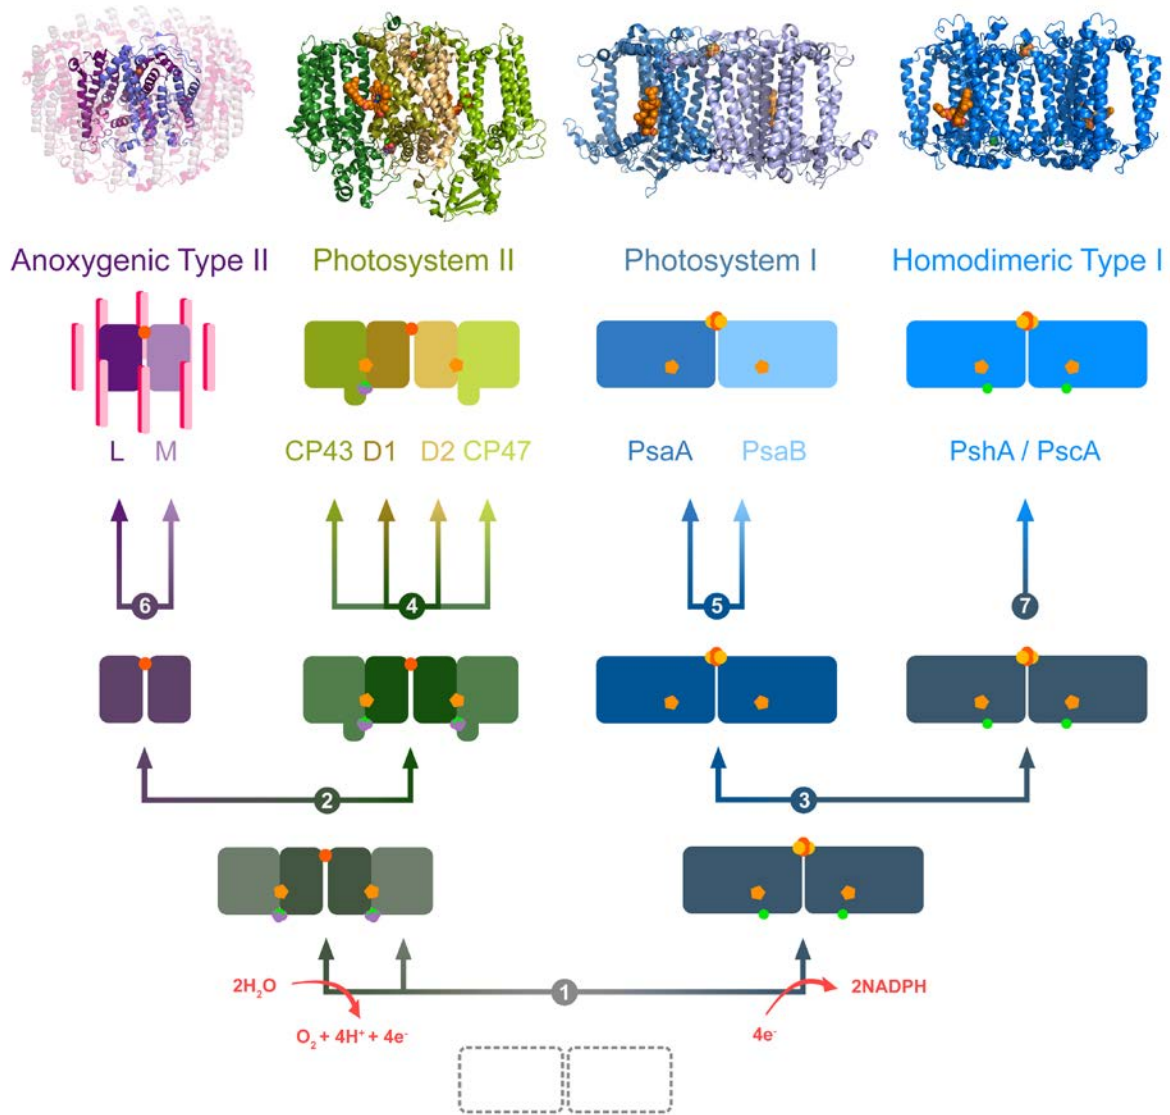 Anoxygenic Type II Photosystem II Photosystem I Homodimeric Type I
L M CP43 D1 D2 CP47 PsaA PsaB PshA / PscA
6 4 5 7
2 3
2H₂O 1 2NADPH
O₂ + 4H⁺ + 4e⁻ 4e⁻